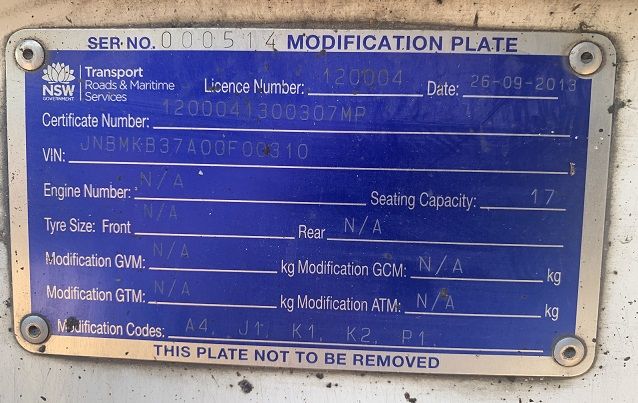 SER NO. 000514 MODIFICATION PLATE
NSW GOVERNMENT Transport Roads & Maritime Services
Licence Number: 120004 Date: 26-09-2013
Certificate Number: 1200041300307MP
VIN: JNBMKB37A00F00310
Engine Number: N/A Seating Capacity: 17
Tyre Size: Front N/A Rear N/A
Modification GVM: N/A kg Modification GCM: N/A kg
Modification GTM: N/A kg Modification ATM: N/A kg
Modification Codes: A4, J1, K1, K2, P1,
THIS PLATE NOT TO BE REMOVED